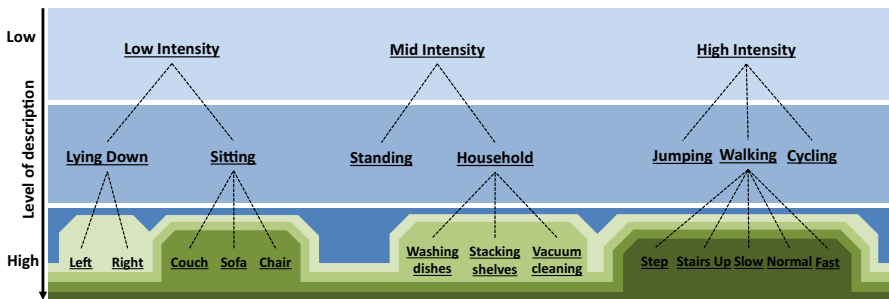 Low
Low Intensity
Mid Intensity
High Intensity
Level of description
Lying Down
Sitting
Standing
Household
Jumping
Walking
Cycling
High
Left
Right
Couch
Sofa
Chair
Washing
dishes
Stacking
shelves
Vacuum
cleaning
Step
Stairs Up
Slow
Normal
Fast